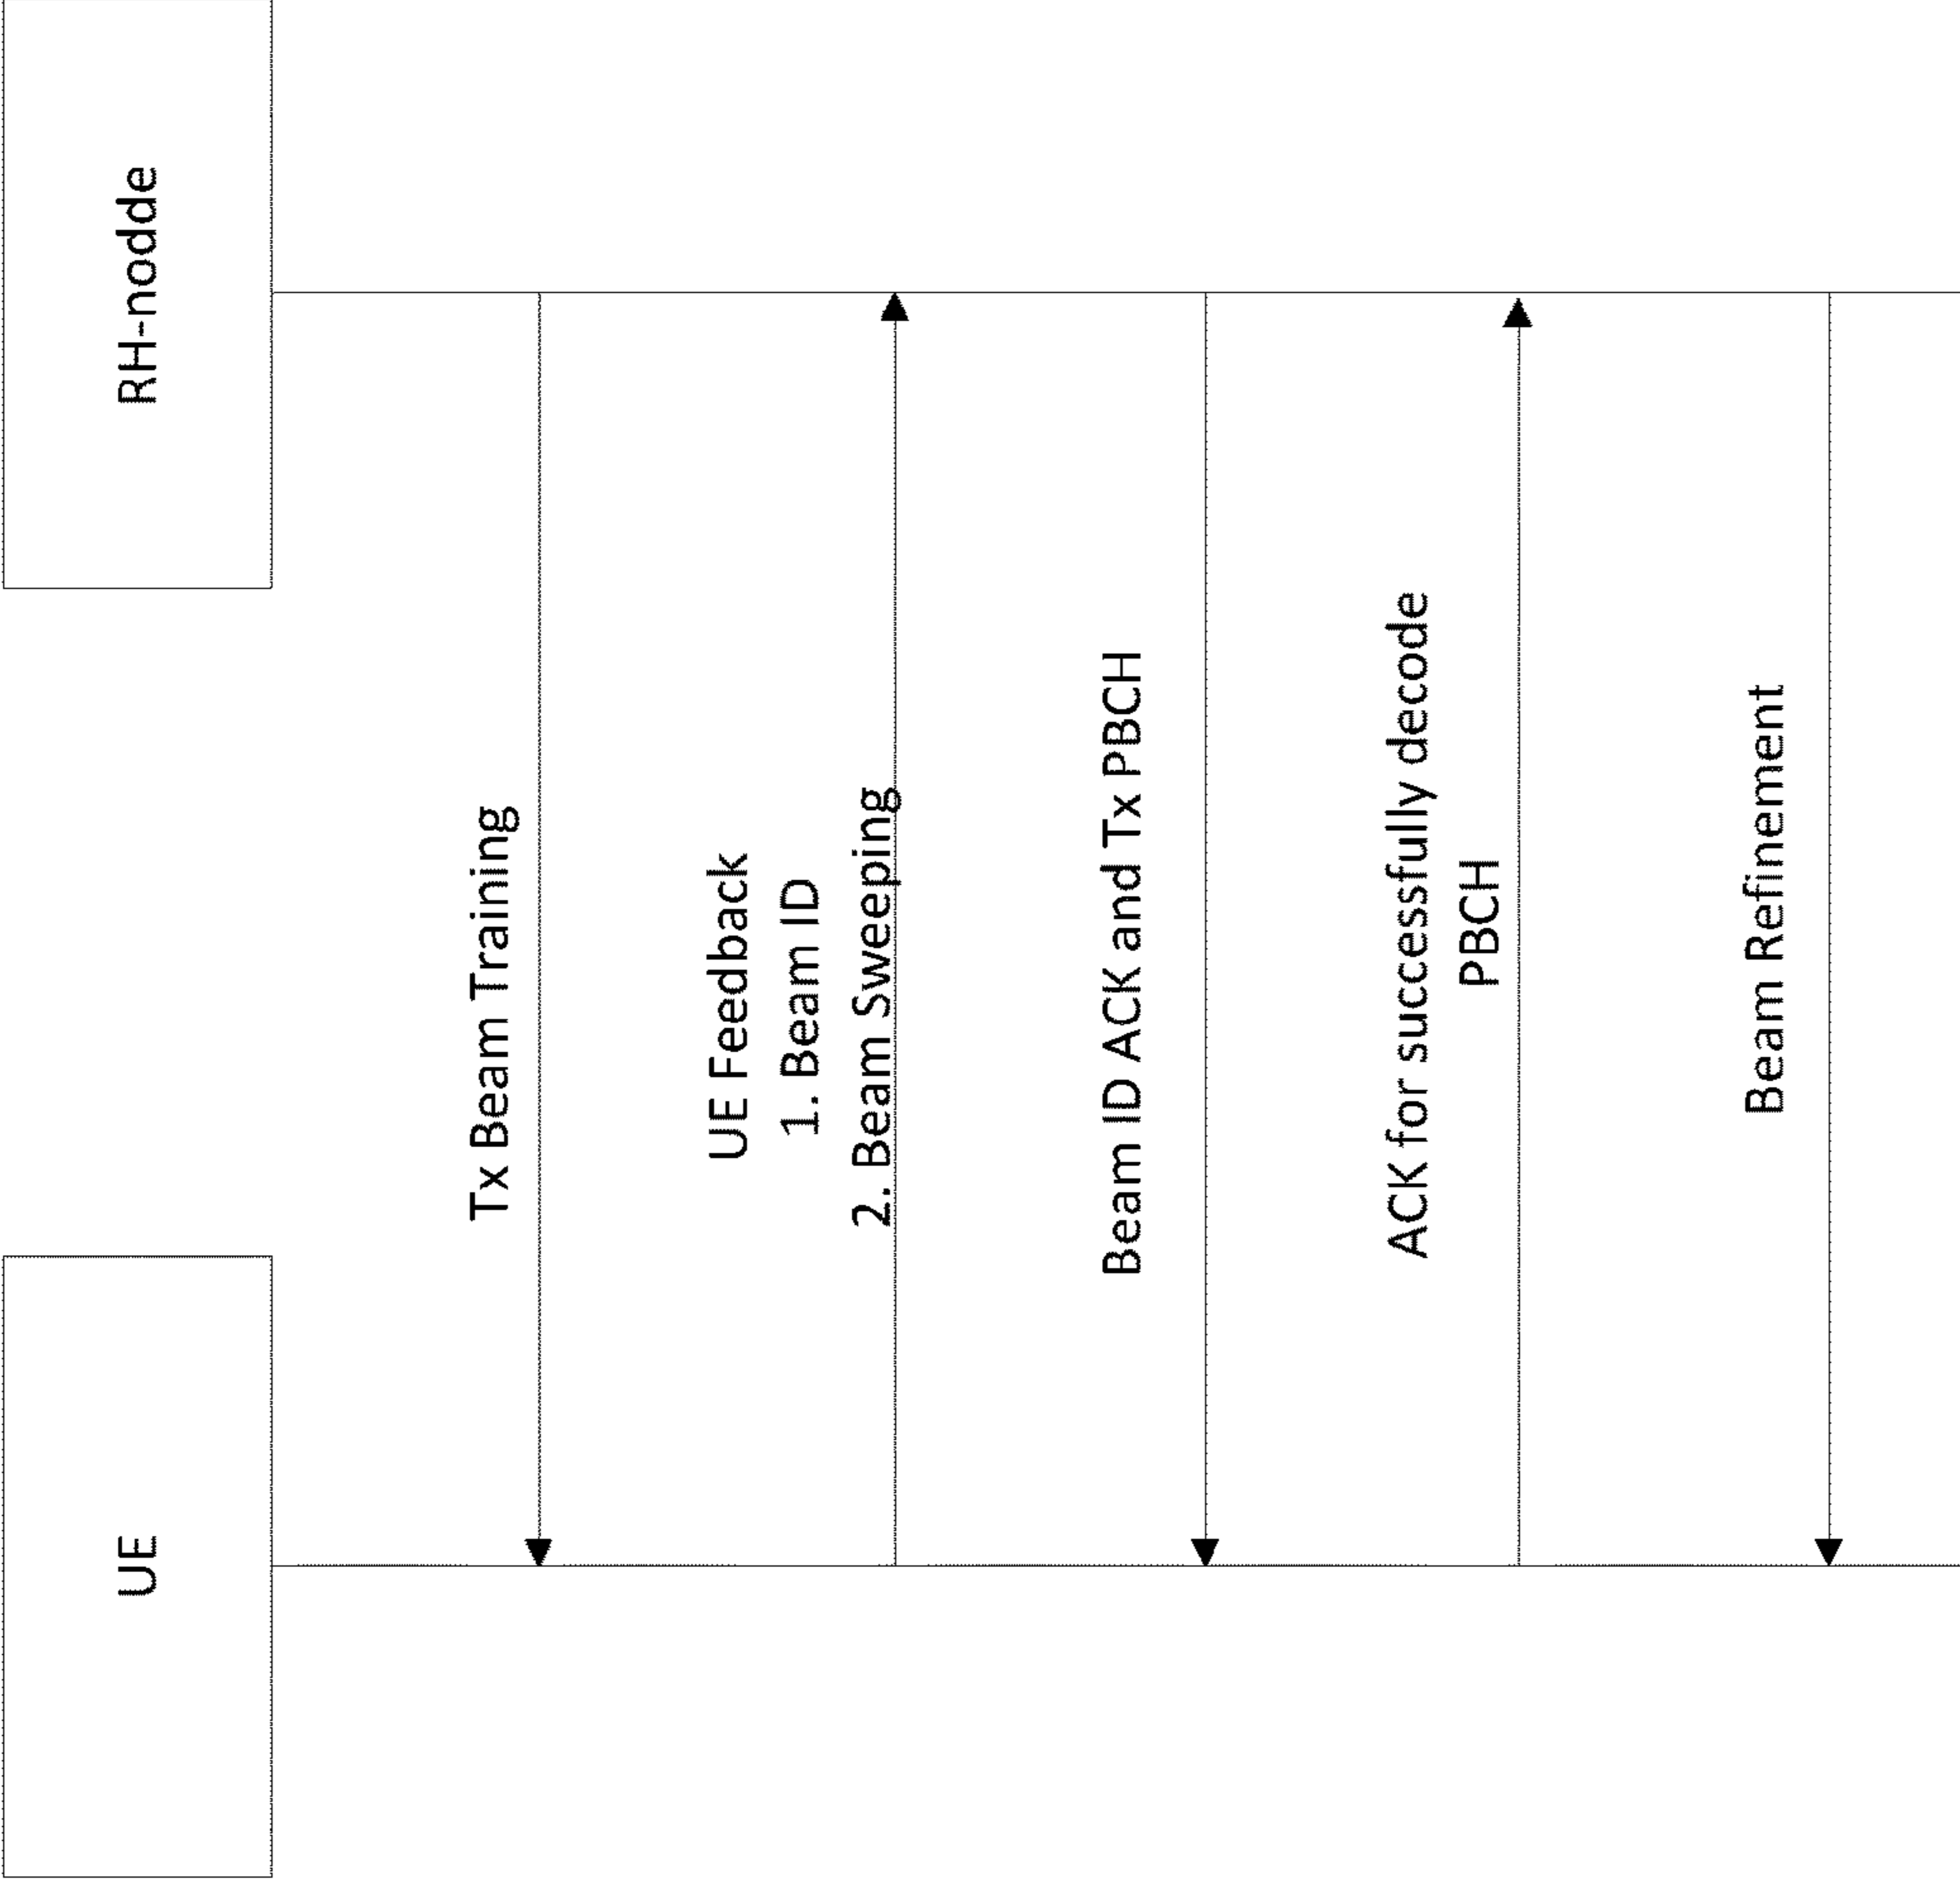 UE
RH-nodde
Tx Beam Training
UE Feedback
1. Beam ID
2. Beam Sweeping
Beam ID ACK and Tx PBCH
ACK for successfully decode
PBCH
Beam Refinement